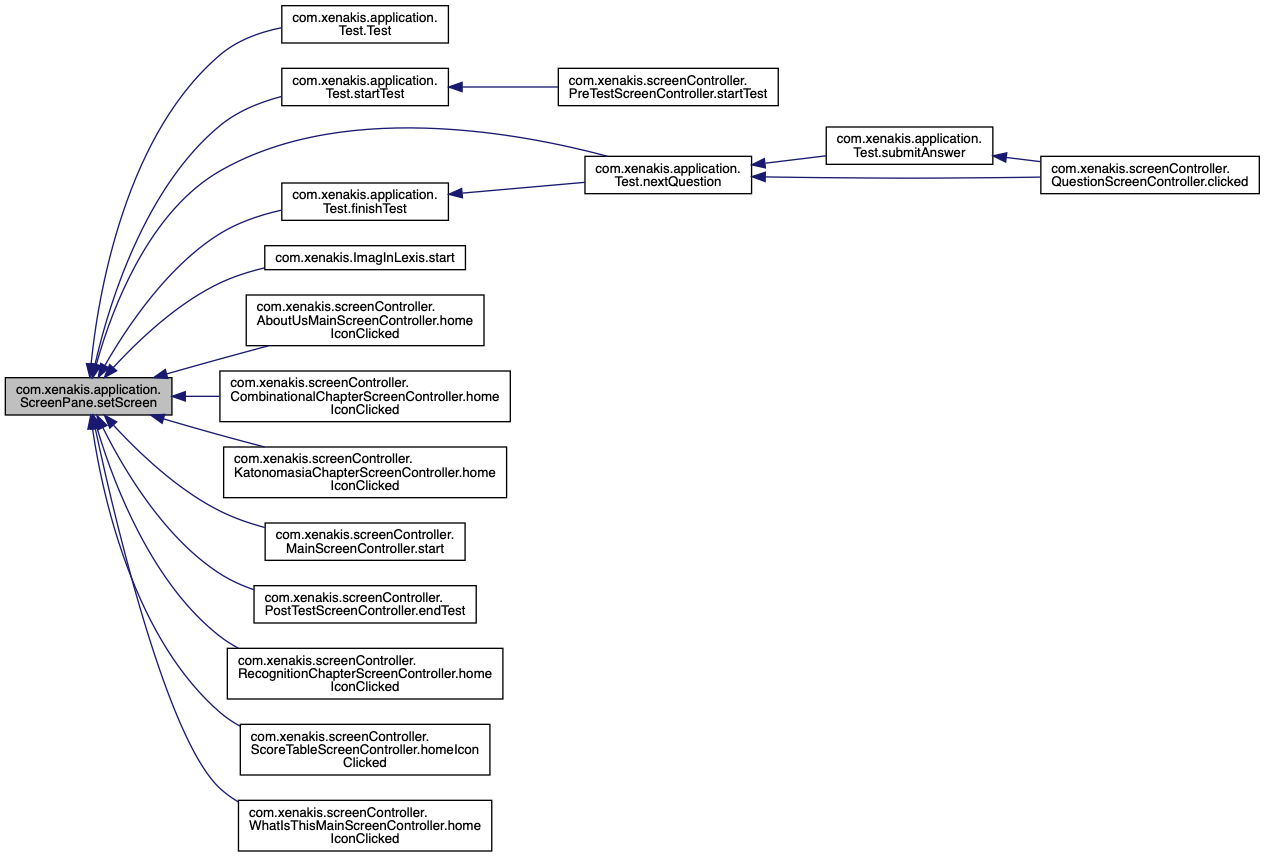 com.xenakis.application.
Test.Test
com.xenakis.application.
Test.startTest
com.xenakis.screenController.
PreTestScreenController.startTest
com.xenakis.application.
Test.submitAnswer
com.xenakis.application.
Test.nextQuestion
com.xenakis.screenController.
QuestionScreenController.clicked
com.xenakis.application.
Test.finishTest
com.xenakis.ImagInLexis.start
com.xenakis.screenController.
AboutUsMainScreenController.home
IconClicked
com.xenakis.application.
ScreenPane.setScreen
com.xenakis.screenController.
CombinationalChapterScreenController.home
IconClicked
com.xenakis.screenController.
KatonomasiaChapterScreenController.home
IconClicked
com.xenakis.screenController.
MainScreenController.start
com.xenakis.screenController.
PostTestScreenController.endTest
com.xenakis.screenController.
RecognitionChapterScreenController.home
IconClicked
com.xenakis.screenController.
ScoreTableScreenController.homeIcon
Clicked
com.xenakis.screenController.
WhatIsThisMainScreenController.home
IconClicked